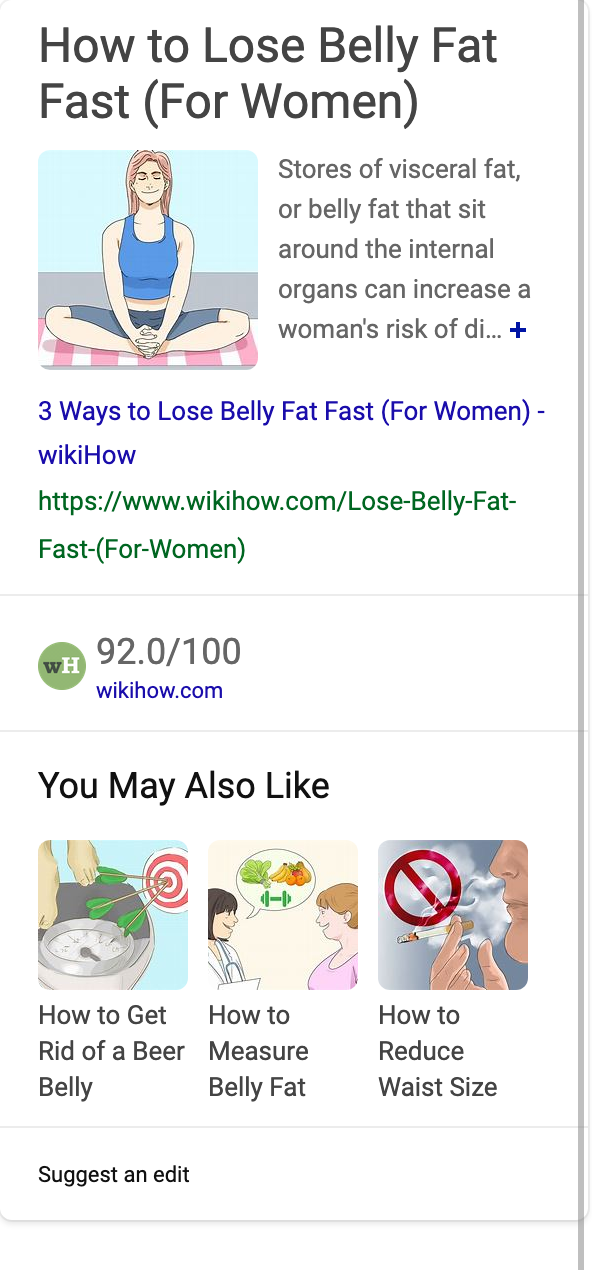 How to Lose Belly Fat
Fast (For Women)
Stores of visceral fat,
or belly fat that sit
around the internal
organs can increase a
woman's risk of di... +
3 Ways to Lose Belly Fat Fast (For Women) -
wikiHow
https://www.wikihow.com/Lose-Belly-Fat-
Fast-(For-Women)
wH
92.0/100
wikihow.com
You May Also Like
How to Get
Rid of a Beer
Belly
How to
Measure
Belly Fat
How to
Reduce
Waist Size
Suggest an edit